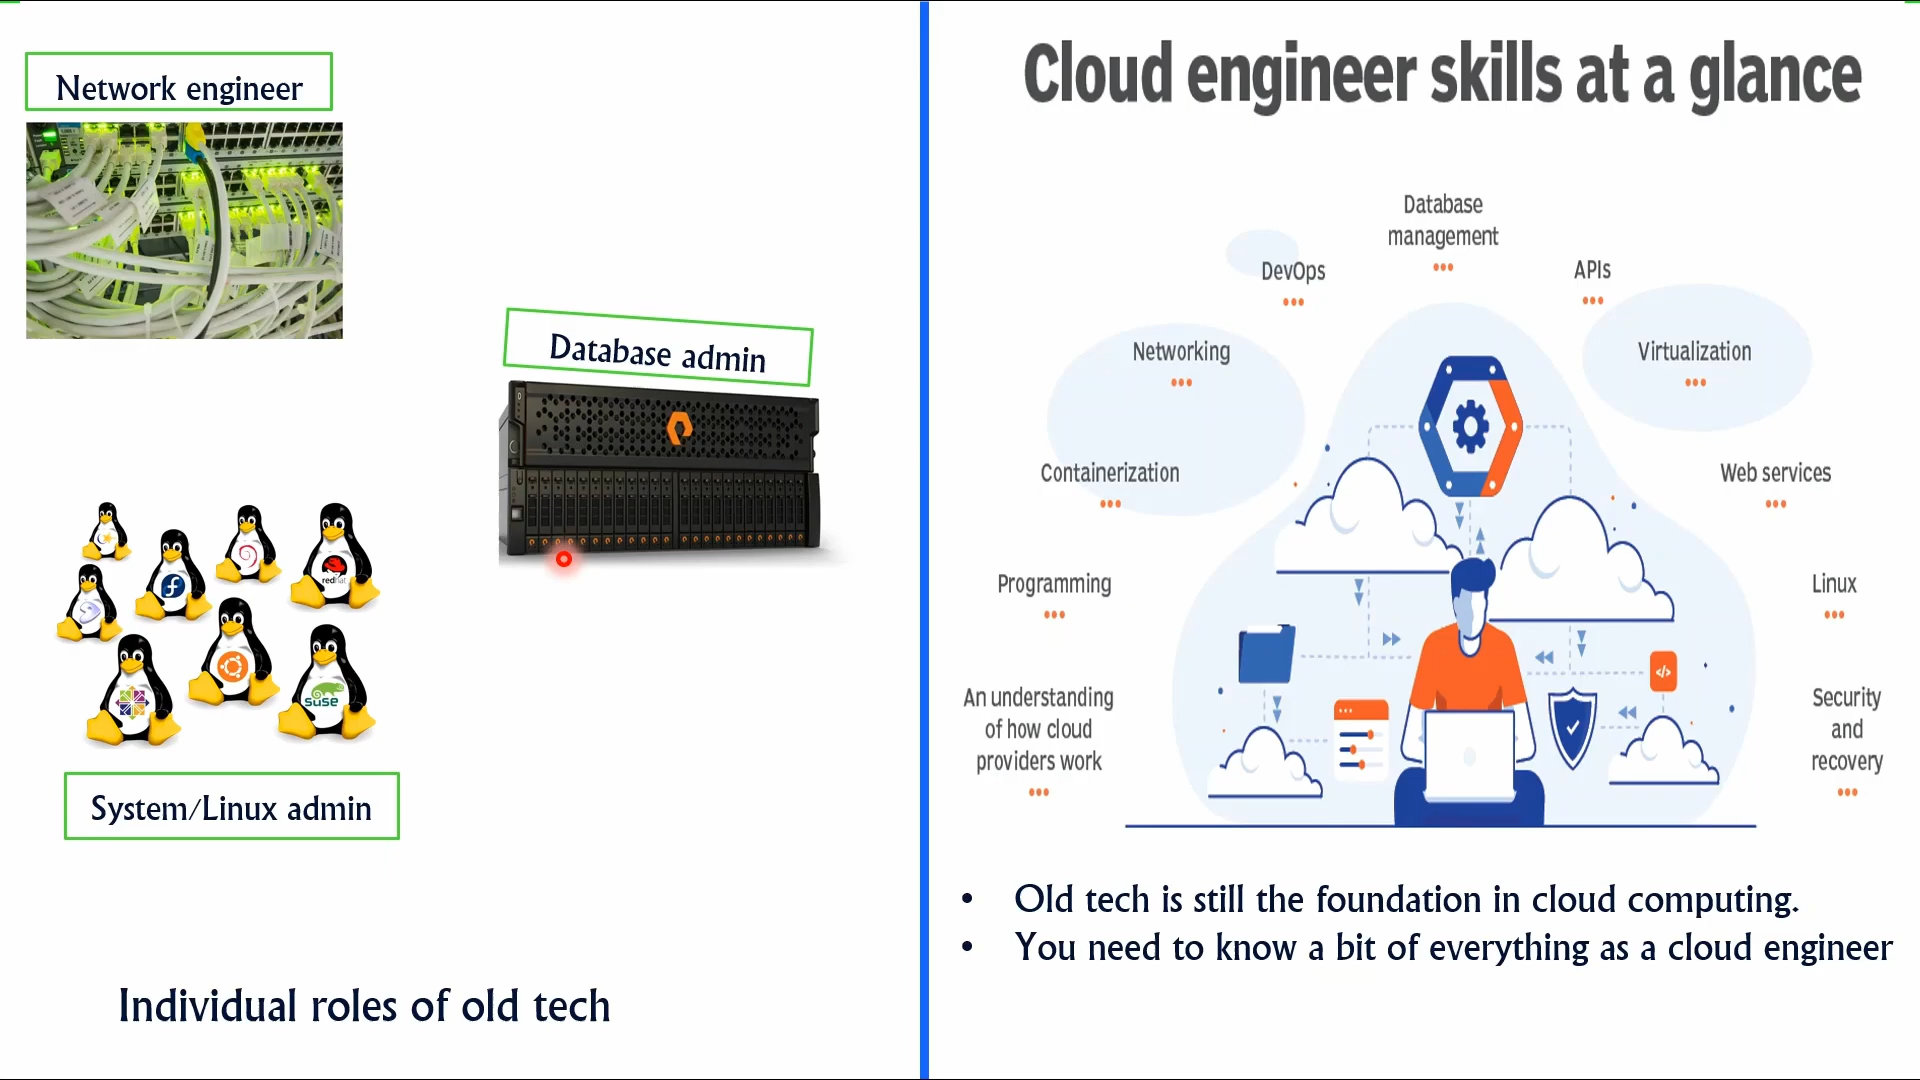 Network engineer
Database admin
redhat
SUSE
System/Linux admin
Individual roles of old tech
Cloud engineer skills at a glance
Database
management
DevOps
APIs
Networking
Virtualization
Containerization
Web services
Programming
Linux
</>
An understanding
of how cloud
providers work
Security
and
recovery
• Old tech is still the foundation in cloud computing.
• You need to know a bit of everything as a cloud engineer